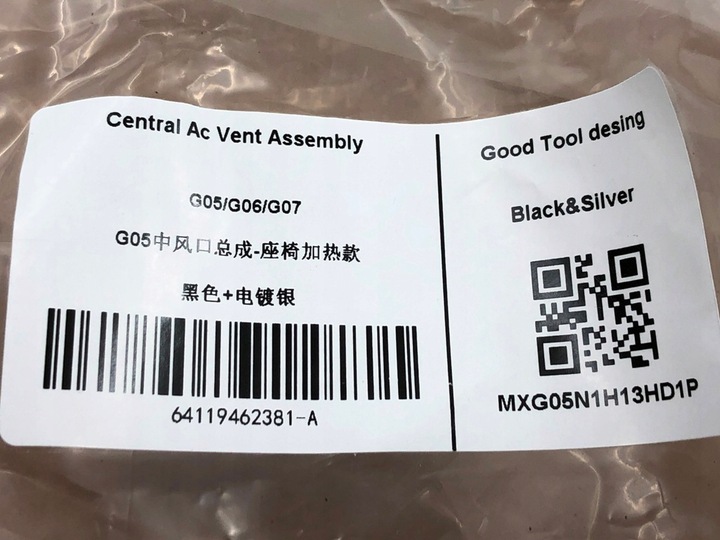 Central Ac Vent Assembly
G05/G06/G07
G05中风口总成-座椅加热款
黑色+电镀银
64119462381-A
Good Tool desing
Black&Silver
MXG05N1H13HD1P